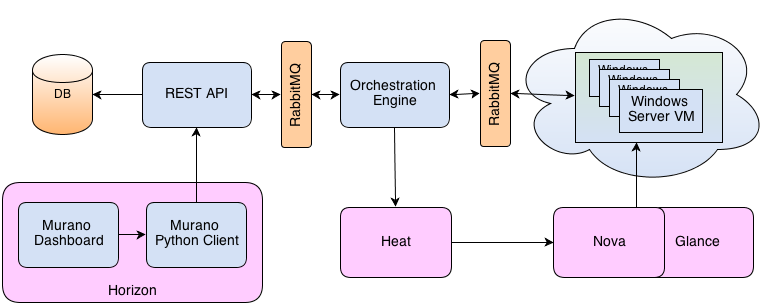 DB
REST API
RabbitMQ
Orchestration
Engine
RabbitMQ
Windows
Windows
Windows
Windows
Server VM
Murano
Dashboard
Murano
Python Client
Horizon
Heat
Nova
Glance